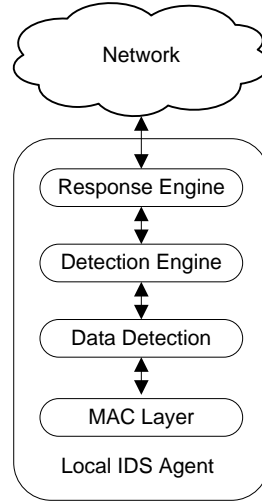 Network
Response Engine
Detection Engine
Data Detection
MAC Layer
Local IDS Agent